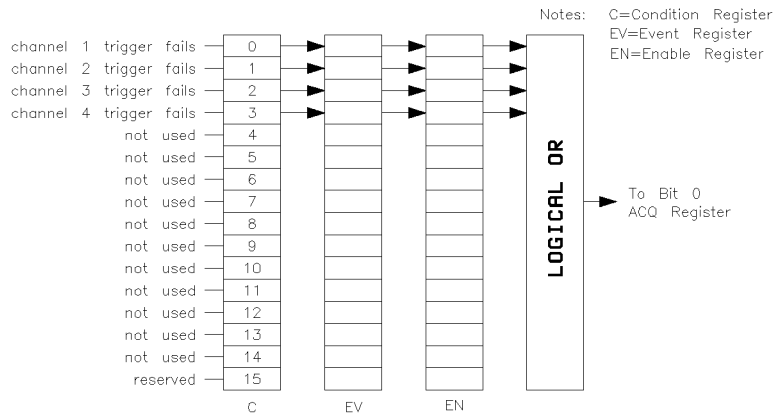 Notes: C=Condition Register
EV=Event Register
EN=Enable Register
channel 1 trigger fails 0
channel 2 trigger fails 1
channel 3 trigger fails 2
channel 4 trigger fails 3
not used 4
not used 5
not used 6
not used 7
not used 8
not used 9
not used 10
not used 11
not used 12
not used 13
not used 14
reserved 15
LOGICAL OR
To Bit 0
ACQ Register
C EV EN